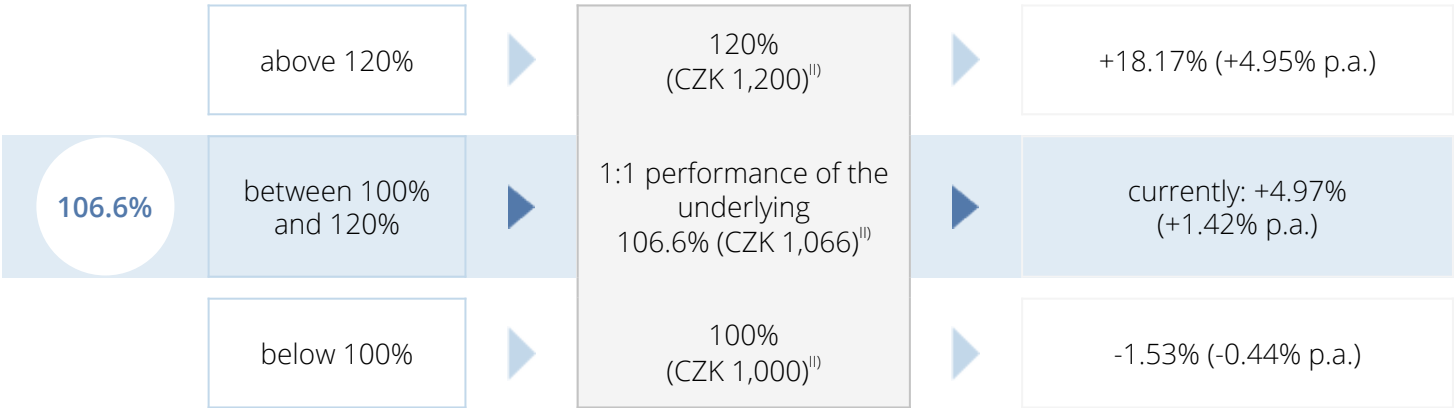 above 120%
120%
(CZK 1,200)II)
+18.17% (+4.95% p.a.)
106.6%
between 100%
and 120%
1:1 performance of the
underlying
106.6% (CZK 1,066)II)
currently: +4.97%
(+1.42% p.a.)
below 100%
100%
(CZK 1,000)II)
-1.53% (-0.44% p.a.)